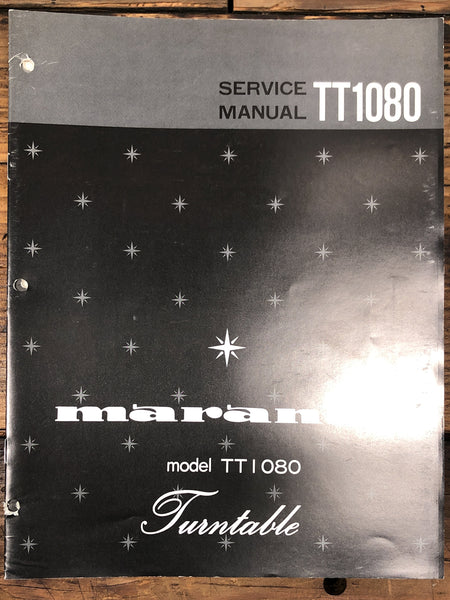 SERVICE
MANUAL TT1080
maran
model TT1080
Turntable